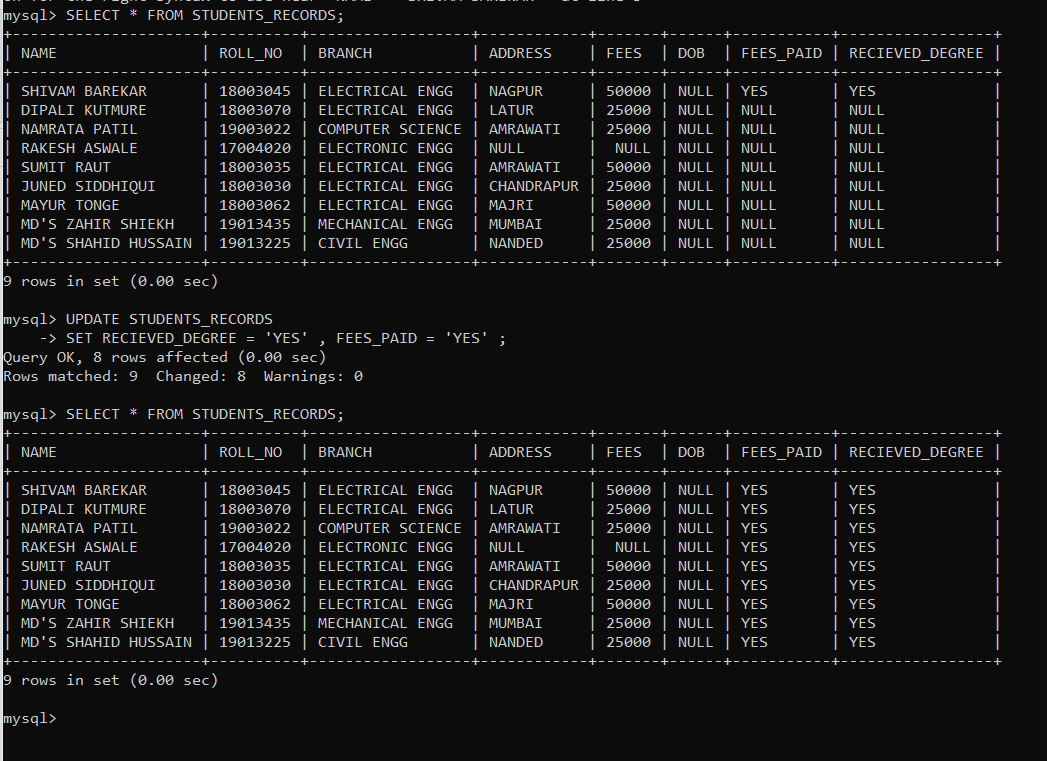 mysql> SELECT * FROM STUDENTS_RECORDS;
+---------------------+----------+------------------+------------+-------+------+-----------+-----------------+
| NAME | ROLL_NO | BRANCH | ADDRESS | FEES | DOB | FEES_PAID | RECIEVED_DEGREE |
+---------------------+----------+------------------+------------+-------+------+-----------+-----------------+
| SHIVAM BAREKAR | 18003045 | ELECTRICAL ENGG | NAGPUR | 50000 | NULL | YES | YES |
| DIPALI KUTMURE | 18003070 | ELECTRICAL ENGG | LATUR | 25000 | NULL | NULL | NULL |
| NAMRATA PATIL | 19003022 | COMPUTER SCIENCE | AMRAWATI | 25000 | NULL | NULL | NULL |
| RAKESH ASWALE | 17004020 | ELECTRONIC ENGG | NULL | NULL | NULL | NULL | NULL |
| SUMIT RAUT | 18003035 | ELECTRICAL ENGG | AMRAWATI | 50000 | NULL | NULL | NULL |
| JUNED SIDDHIQUI | 18003030 | ELECTRICAL ENGG | CHANDRAPUR | 25000 | NULL | NULL | NULL |
| MAYUR TONGE | 18003062 | ELECTRICAL ENGG | MAJRI | 50000 | NULL | NULL | NULL |
| MD'S ZAHIR SHIEKH | 19013435 | MECHANICAL ENGG | MUMBAI | 25000 | NULL | NULL | NULL |
| MD'S SHAHID HUSSAIN | 19013225 | CIVIL ENGG | NANDED | 25000 | NULL | NULL | NULL |
+---------------------+----------+------------------+------------+-------+------+-----------+-----------------+
9 rows in set (0.00 sec)
mysql> UPDATE STUDENTS_RECORDS
-> SET RECIEVED_DEGREE = 'YES' , FEES_PAID = 'YES' ;
Query OK, 8 rows affected (0.00 sec)
Rows matched: 9 Changed: 8 Warnings: 0
mysql> SELECT * FROM STUDENTS_RECORDS;
+---------------------+----------+------------------+------------+-------+------+-----------+-----------------+
| NAME | ROLL_NO | BRANCH | ADDRESS | FEES | DOB | FEES_PAID | RECIEVED_DEGREE |
+---------------------+----------+------------------+------------+-------+------+-----------+-----------------+
| SHIVAM BAREKAR | 18003045 | ELECTRICAL ENGG | NAGPUR | 50000 | NULL | YES | YES |
| DIPALI KUTMURE | 18003070 | ELECTRICAL ENGG | LATUR | 25000 | NULL | YES | YES |
| NAMRATA PATIL | 19003022 | COMPUTER SCIENCE | AMRAWATI | 25000 | NULL | YES | YES |
| RAKESH ASWALE | 17004020 | ELECTRONIC ENGG | NULL | NULL | NULL | YES | YES |
| SUMIT RAUT | 18003035 | ELECTRICAL ENGG | AMRAWATI | 50000 | NULL | YES | YES |
| JUNED SIDDHIQUI | 18003030 | ELECTRICAL ENGG | CHANDRAPUR | 25000 | NULL | YES | YES |
| MAYUR TONGE | 18003062 | ELECTRICAL ENGG | MAJRI | 50000 | NULL | YES | YES |
| MD'S ZAHIR SHIEKH | 19013435 | MECHANICAL ENGG | MUMBAI | 25000 | NULL | YES | YES |
| MD'S SHAHID HUSSAIN | 19013225 | CIVIL ENGG | NANDED | 25000 | NULL | YES | YES |
+---------------------+----------+------------------+------------+-------+------+-----------+-----------------+
9 rows in set (0.00 sec)
mysql>